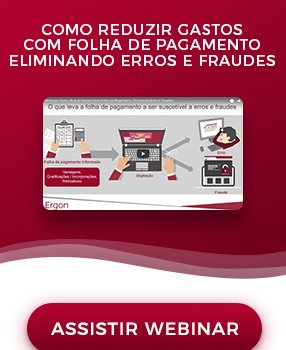 COMO REDUZIR GASTOS
COM FOLHA DE PAGAMENTO
ELIMINANDO ERROS E FRAUDES
O que leva a folha de pagamento a ser suscetível a erros e fraudes
Folha de pagamento informada
Vantagens,
Gratificações / Incorporações,
Retroativos
Digitação
Erro
Fraude
Ergon
ASSISTIR WEBINAR